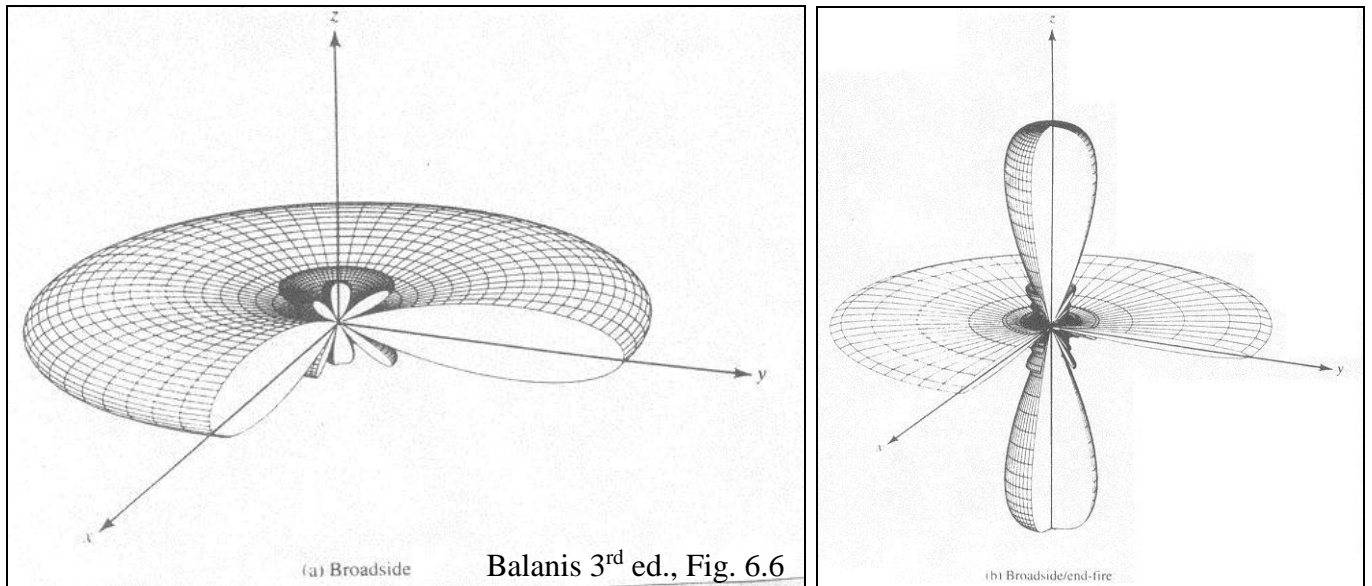 z
y
x
(a) Broadside
Balanis 3rd ed., Fig. 6.6
z
y
x
(b) Broadside/end-fire